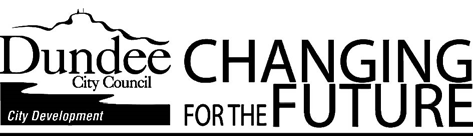 Dundee
City Council
City Development
CHANGING
FOR THE FUTURE